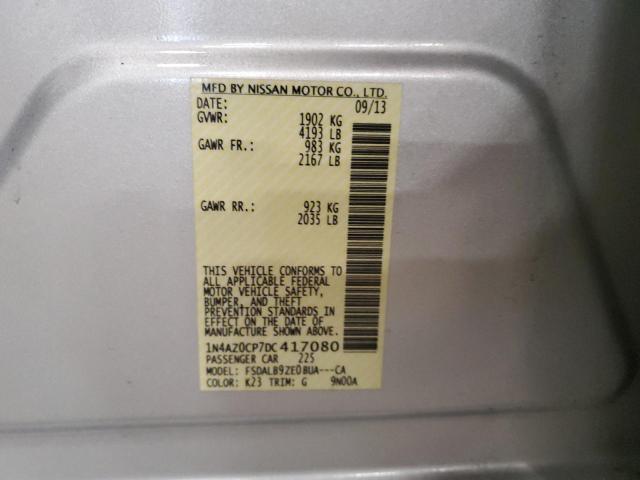 MFD BY NISSAN MOTOR CO., LTD.
DATE: 09/13
GVWR: 1902 KG
4193 LB
GAWR FR.: 983 KG
2167 LB
GAWR RR.: 923 KG
2035 LB
THIS VEHICLE CONFORMS TO
ALL APPLICABLE FEDERAL
MOTOR VEHICLE SAFETY,
BUMPER, AND THEFT
PREVENTION STANDARDS IN
EFFECT ON THE DATE OF
MANUFACTURE SHOWN ABOVE.
1N4AZ0CP7DC417080
PASSENGER CAR 225
MODEL: FSDALB9ZE0BUA---CA
COLOR: K23 TRIM: G 9N00A